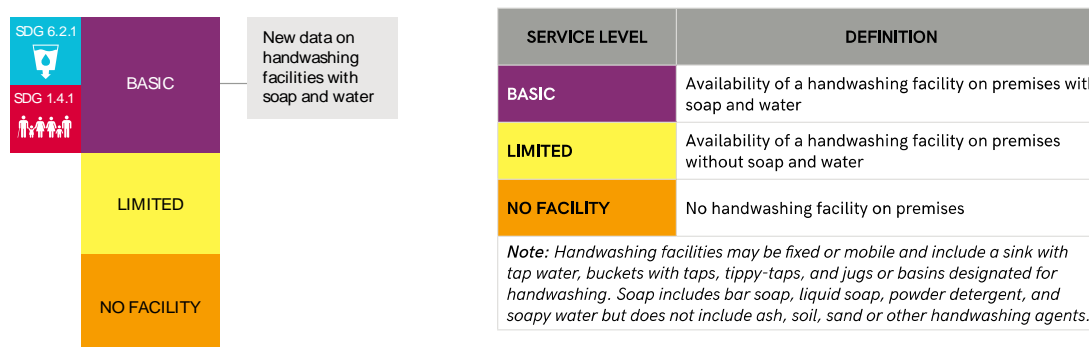 SDG 6.2.1
SDG 1.4.1
BASIC
LIMITED
NO FACILITY
New data on
handwashing
facilities with
soap and water
SERVICE LEVEL DEFINITION
BASIC
Availability of a handwashing facility on premises
soap and water
LIMITED
Availability of a handwashing facility on premises
without soap and water
NO FACILITY
No handwashing facility on premises
Note: Handwashing facilities may be fixed or mobile and include a sink with
tap water, buckets with taps, tippy-taps, and jugs or basins designated for
handwashing. Soap includes bar soap, liquid soap, powder detergent, and
soapy water but does not include ash, soil, sand or other handwashing agents.